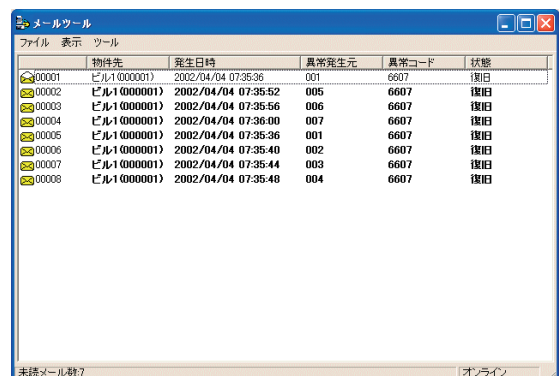 メールツール
ファイル 表示 ツール
物件先 発生日時 異常発生元 異常コード 状態
00001 ビル1(000001) 2002/04/04 07:35:36 001 6607 復旧
00002 ビル1(000001) 2002/04/04 07:35:52 005 6607 復旧
00003 ビル1(000001) 2002/04/04 07:35:56 006 6607 復旧
00004 ビル1(000001) 2002/04/04 07:36:00 007 6607 復旧
00005 ビル1(000001) 2002/04/04 07:35:36 001 6607 復旧
00006 ビル1(000001) 2002/04/04 07:35:40 002 6607 復旧
00007 ビル1(000001) 2002/04/04 07:35:44 003 6607 復旧
00008 ビル1(000001) 2002/04/04 07:35:48 004 6607 復旧
未読メール数:7 オンライン